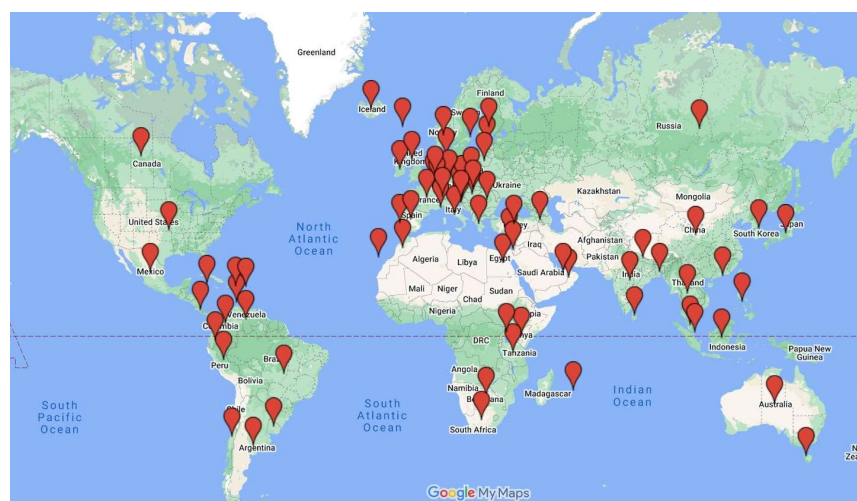 Greenland
Iceland
Finland
Russia
Canada
Kingdom
Ukraine
Kazakhstan
Mongolia
United States
North
Atlantic
Ocean
Spain
Italy
China
South Korea
Japan
Mexico
Algeria
Libya
Egypt
Iraq
Afghanistan
Pakistan
Saudi Arabia
India
Mali
Niger
Chad
Sudan
Thailand
Venezuela
Nigeria
DRC
Tanzania
Indonesia
Papua New
Guinea
Peru
Bolivia
Angola
Namibia
Madagascar
Indian
Ocean
South
Pacific
Ocean
South
Atlantic
Ocean
Australia
South Africa
Argentina
Google My Maps